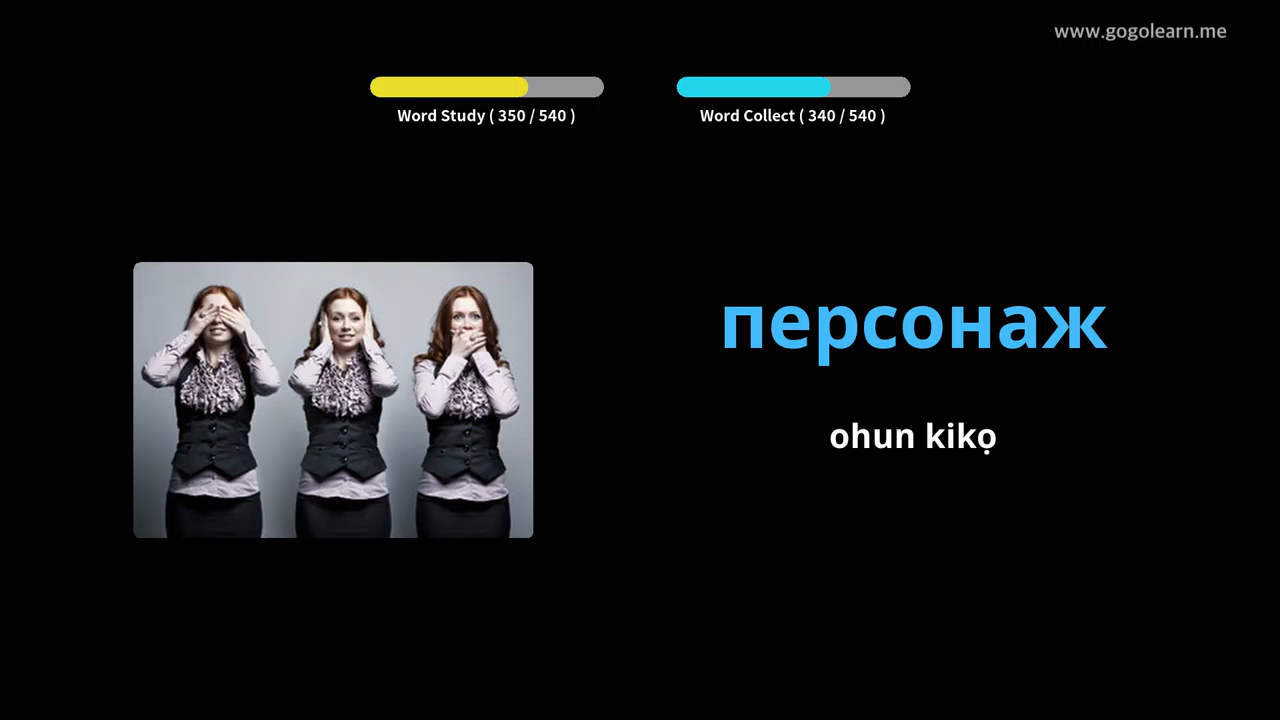 www.gogolearn.me
Word Study ( 350 / 540 )
Word Collect ( 340 / 540 )
персонаж
ohun kikọ